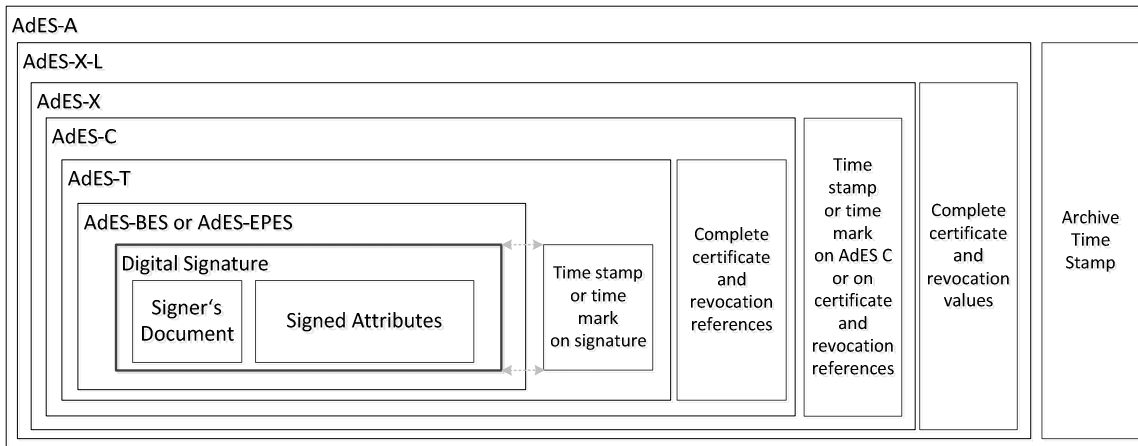 AdES-A
AdES-X-L
AdES-X
AdES-C
AdES-T
AdES-BES or AdES-EPES
Digital Signature
Signer‘s
Document
Signed Attributes
Time stamp
or time
mark
on signature
Complete
certificate
and
revocation
references
Time
stamp
or time
mark
on AdES C
or on
certificate
and
revocation
references
Complete
certificate
and
revocation
values
Archive
Time
Stamp